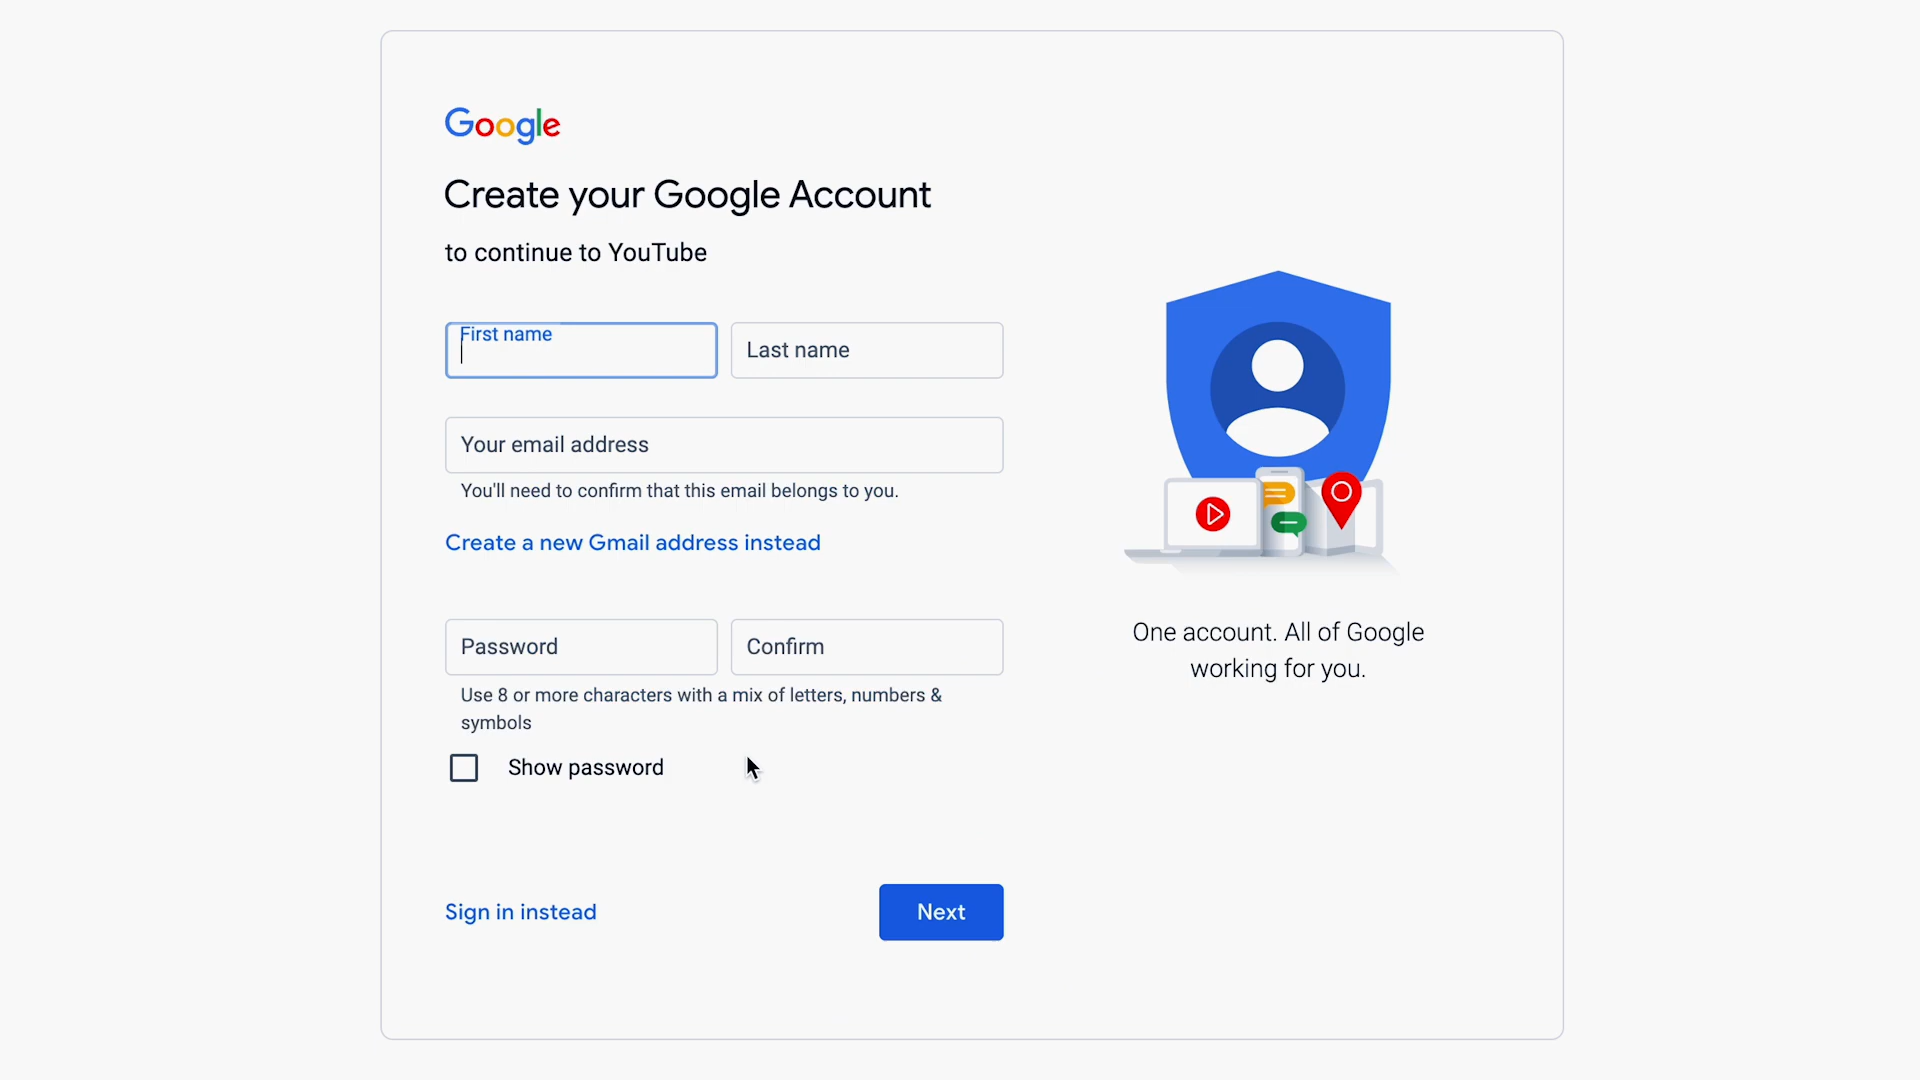 Google
Create your Google Account
to continue to YouTube
First name
Last name
Your email address
You'll need to confirm that this email belongs to you.
Create a new Gmail address instead
Password
Confirm
Use 8 or more characters with a mix of letters, numbers &
symbols
Show password
Sign in instead
Next
One account. All of Google
working for you.